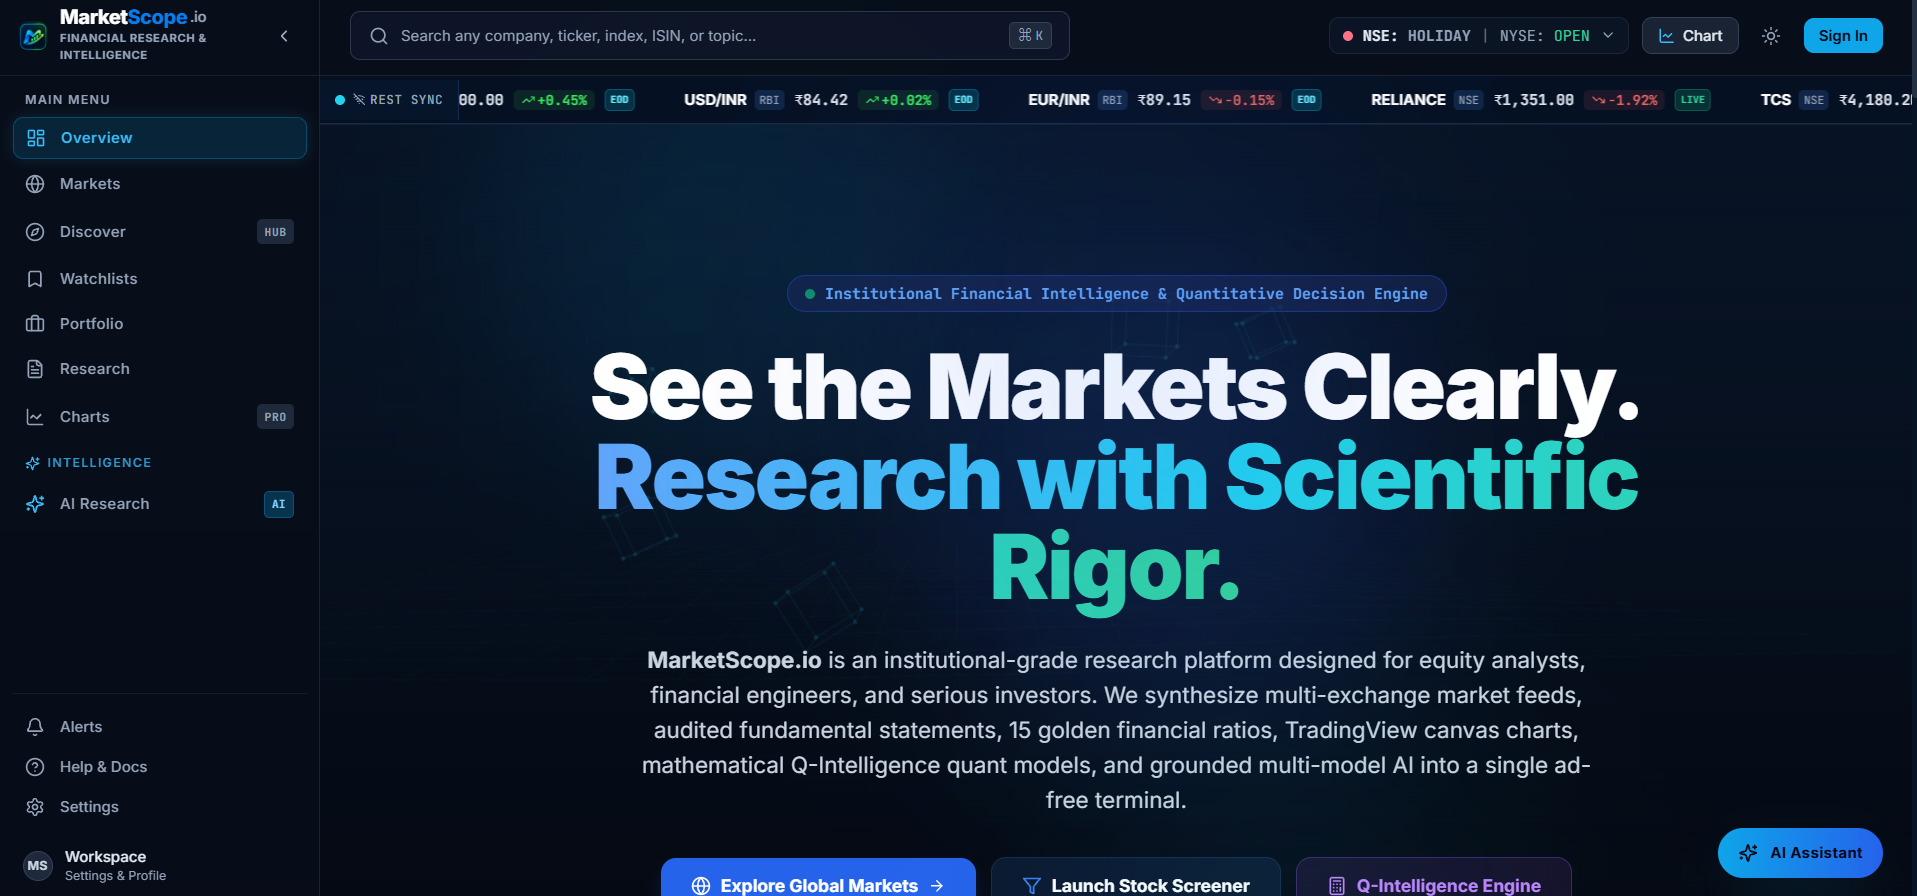 MarketScope.io
FINANCIAL RESEARCH &
INTELLIGENCE
Search any company, ticker, index, ISIN, or topic...
⌘ K
NSE: HOLIDAY | NYSE: OPEN
Chart
Sign In
REST SYNC
00.00 +0.45% EOD
USD/INR RBI ₹84.42 +0.02% EOD
EUR/INR RBI ₹89.15 -0.15% EOD
RELIANCE NSE ₹1,351.00 -1.92% LIVE
TCS NSE ₹4,180.2
MAIN MENU
Overview
Markets
Discover HUB
Watchlists
Portfolio
Research
Charts PRO
INTELLIGENCE
AI Research AI
Alerts
Help & Docs
Settings
MS
Workspace
Settings & Profile
Institutional Financial Intelligence & Quantitative Decision Engine
See the Markets Clearly.
Research with Scientific
Rigor.
MarketScope.io is an institutional-grade research platform designed for equity analysts,
financial engineers, and serious investors. We synthesize multi-exchange market feeds,
audited fundamental statements, 15 golden financial ratios, TradingView canvas charts,
mathematical Q-Intelligence quant models, and grounded multi-model AI into a single ad-
free terminal.
Explore Global Markets
Launch Stock Screener
Q-Intelligence Engine
AI Assistant